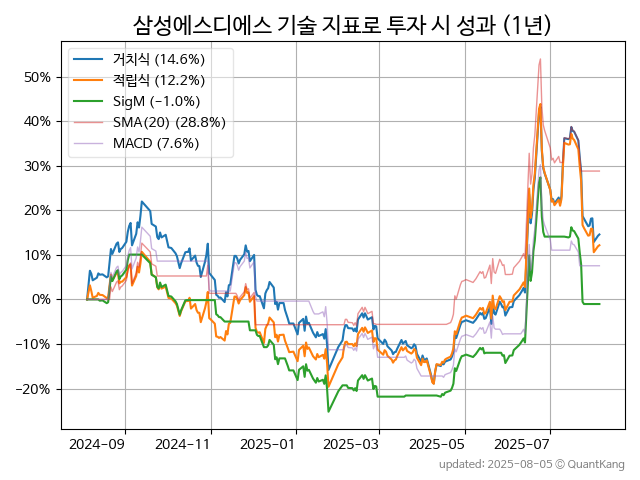 삼성에스디에스 기술 지표로 투자 시 성과 (1년)
거치식 (14.6%)
적립식 (12.2%)
SigM (−1.0%)
SMA(20) (28.8%)
MACD (7.6%)
50%
40%
30%
20%
10%
0%
−10%
−20%
2024-09 2024-11 2025-01 2025-03 2025-05 2025-07
updated: 2025-08-05 © QuantKang